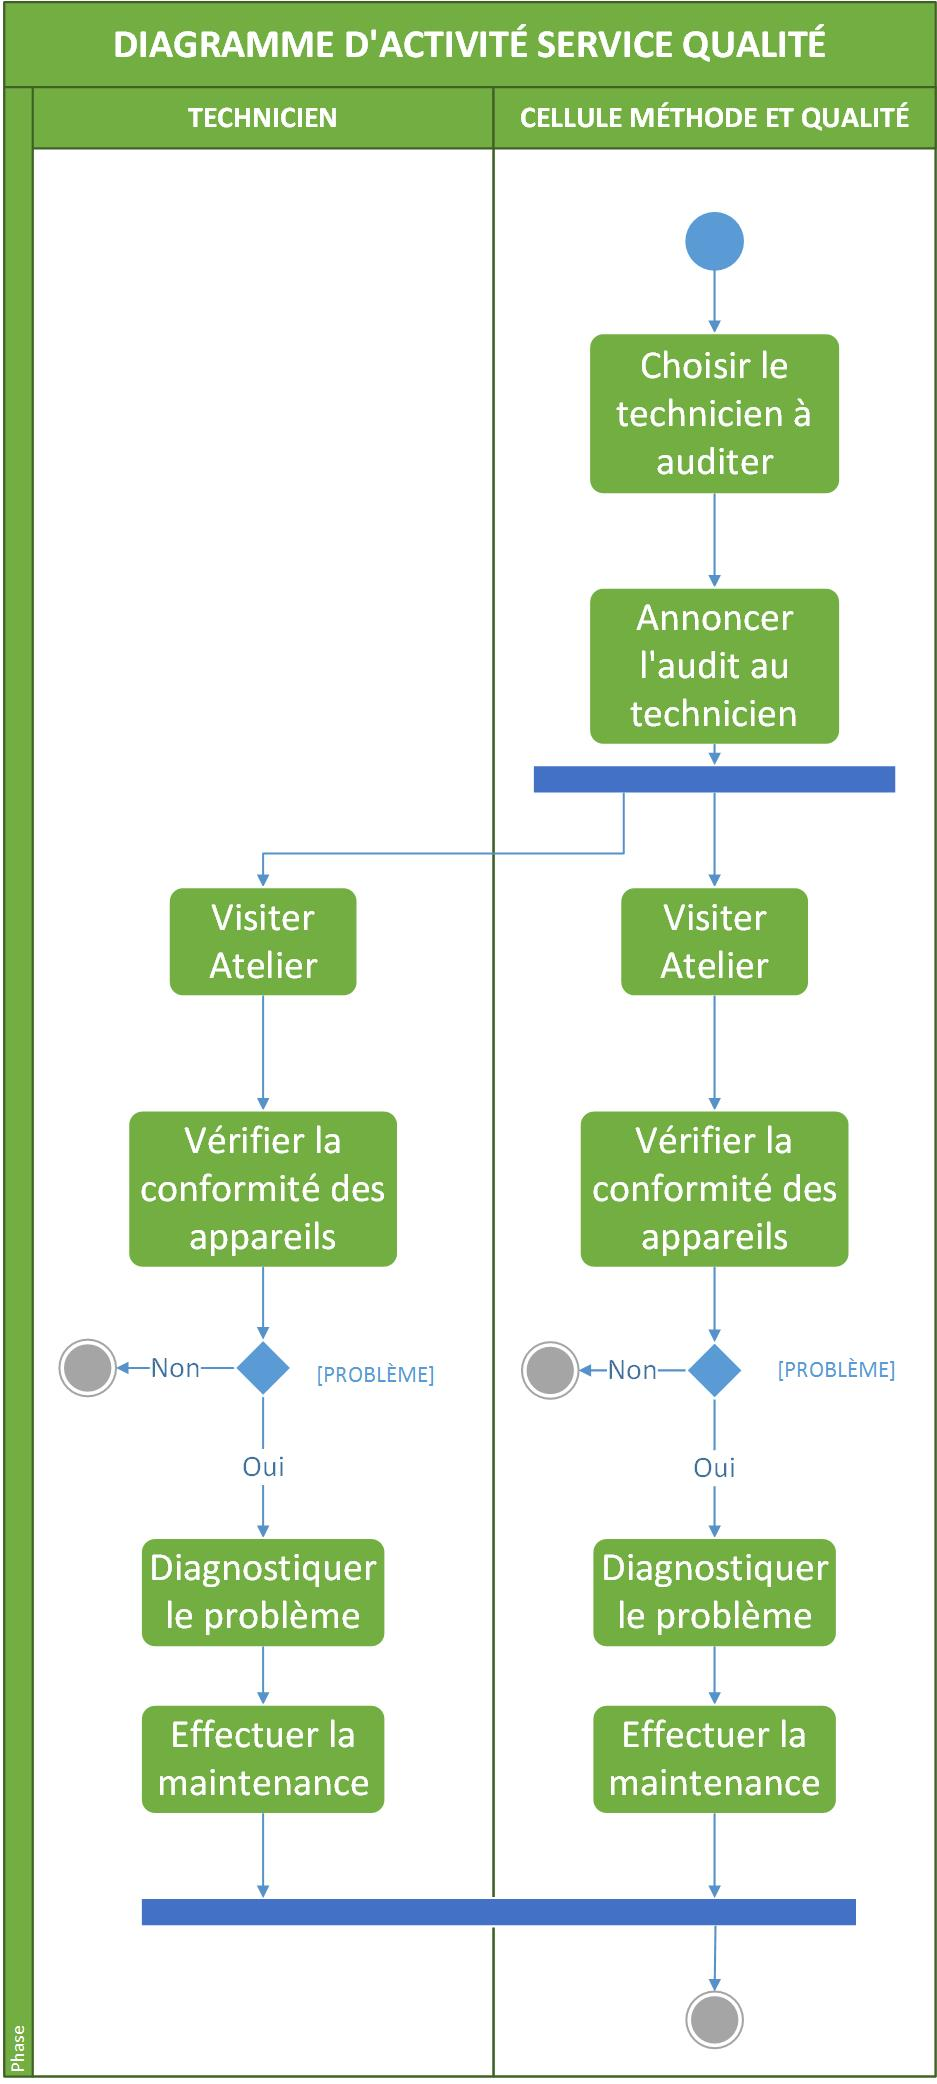 DIAGRAMME D'ACTIVITÉ SERVICE QUALITÉ
TECHNICIEN
CELLULE MÉTHODE ET QUALITÉ
Choisir le
technicien à
auditer
Annoncer
l'audit au
technicien
Visiter
Atelier
Visiter
Atelier
Vérifier la
conformité des
appareils
Vérifier la
conformité des
appareils
Non
[PROBLÈME]
Non
[PROBLÈME]
Oui
Oui
Diagnostiquer
le problème
Diagnostiquer
le problème
Effectuer la
maintenance
Effectuer la
maintenance
Phase